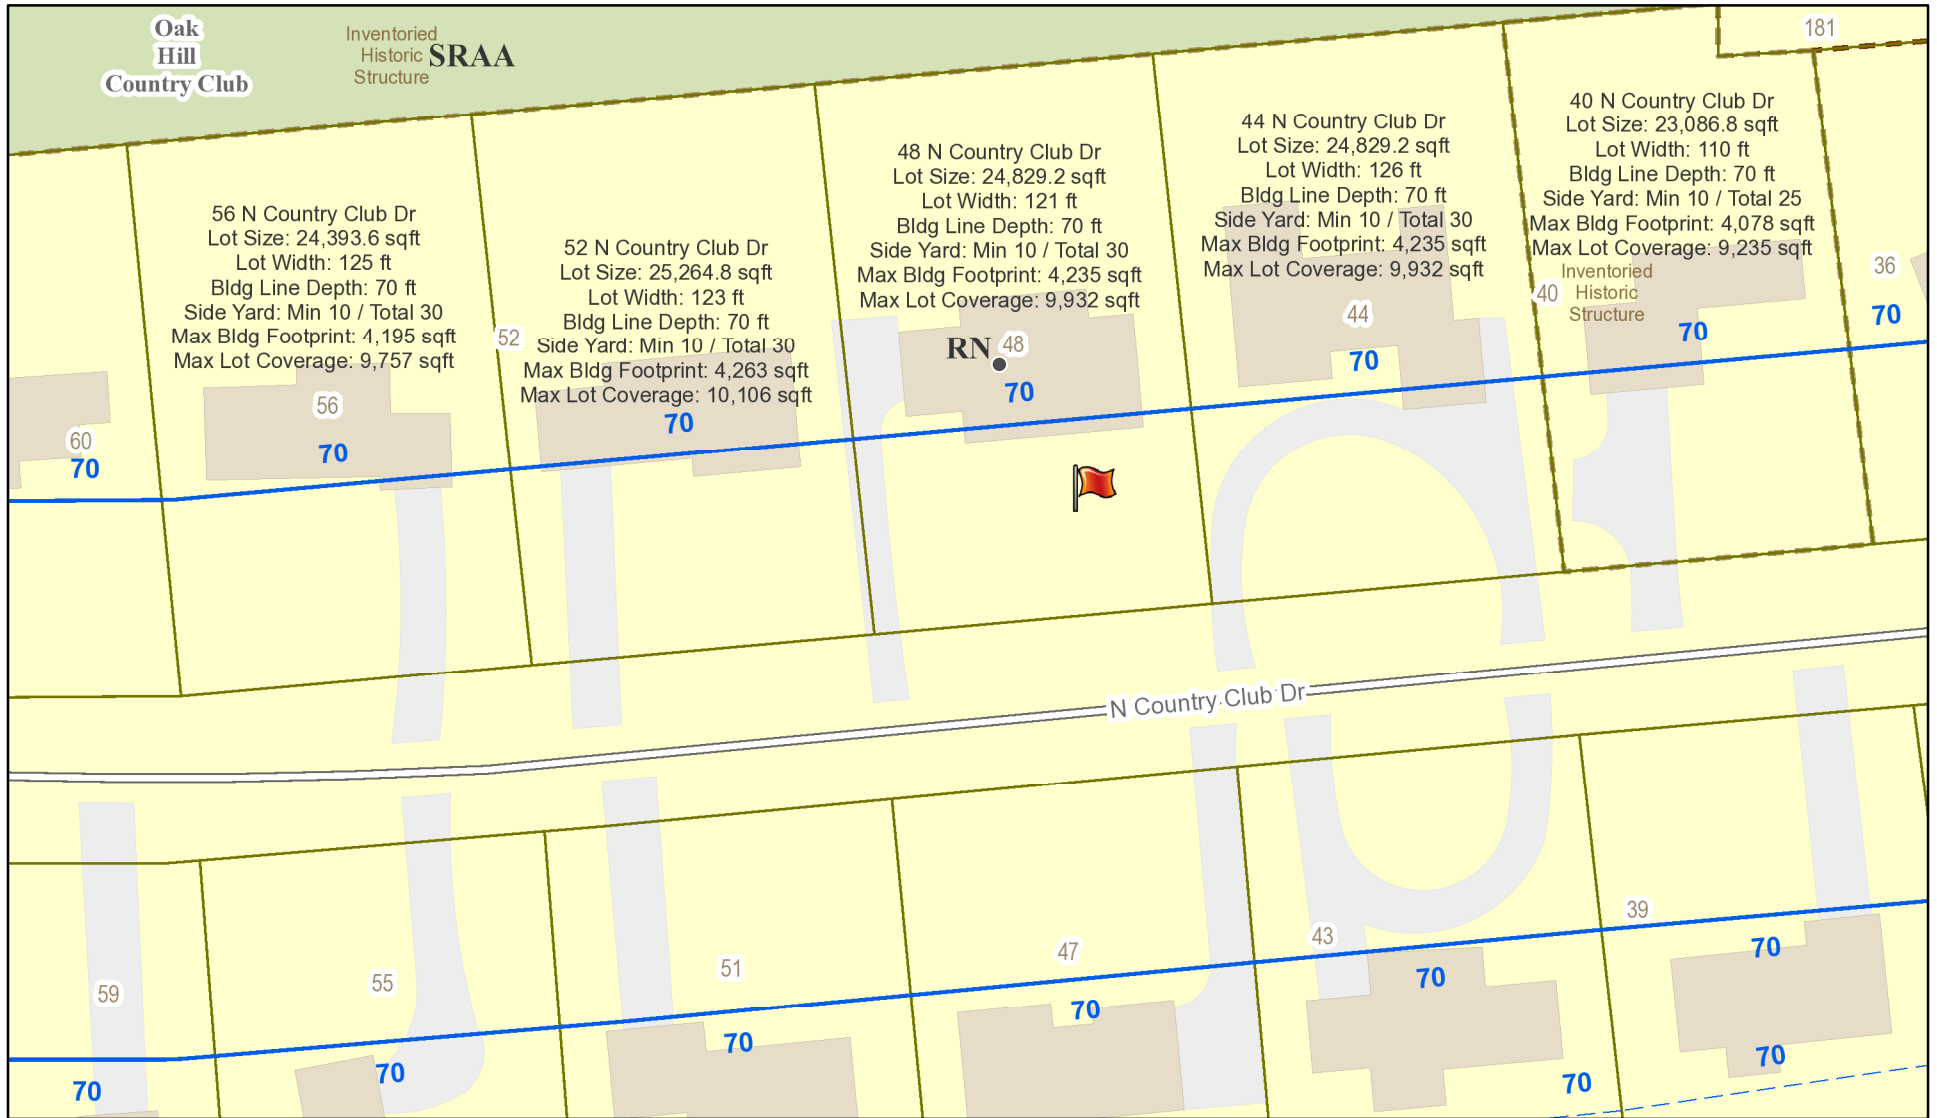 Oak
Hill
Country Club
Inventoried
Historic
Structure
SRAA
181
56 N Country Club Dr
Lot Size: 24,393.6 sqft
Lot Width: 125 ft
Bldg Line Depth: 70 ft
Side Yard: Min 10 / Total 30
Max Bldg Footprint: 4,195 sqft
Max Lot Coverage: 9,757 sqft
52 N Country Club Dr
Lot Size: 25,264.8 sqft
Lot Width: 123 ft
Bldg Line Depth: 70 ft
Side Yard: Min 10 / Total 30
Max Bldg Footprint: 4,263 sqft
Max Lot Coverage: 10,106 sqft
48 N Country Club Dr
Lot Size: 24,829.2 sqft
Lot Width: 121 ft
Bldg Line Depth: 70 ft
Side Yard: Min 10 / Total 30
Max Bldg Footprint: 4,235 sqft
Max Lot Coverage: 9,932 sqft
44 N Country Club Dr
Lot Size: 24,829.2 sqft
Lot Width: 126 ft
Bldg Line Depth: 70 ft
Side Yard: Min 10 / Total 30
Max Bldg Footprint: 4,235 sqft
Max Lot Coverage: 9,932 sqft
40 N Country Club Dr
Lot Size: 23,086.8 sqft
Lot Width: 110 ft
Bldg Line Depth: 70 ft
Side Yard: Min 10 / Total 25
Max Bldg Footprint: 4,078 sqft
Max Lot Coverage: 9,235 sqft
Inventoried
Historic
Structure
40
36
70
70
60
70
56
70
52
70
RN
48
70
44
70
N Country Club Dr
59
70
55
70
51
70
47
70
43
70
70
39
70
70